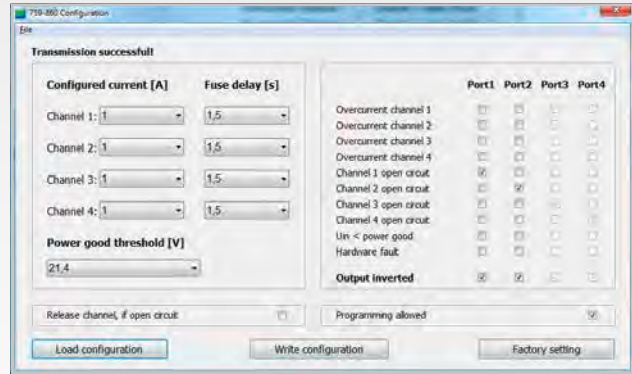 759-860 Configuration
File
Transmission successful!
Configured current [A] Fuse delay [s]
Channel 1: 1 1,5
Channel 2: 1 1,5
Channel 3: 1 1,5
Channel 4: 1 1,5
Power good threshold [V]
21,4
Port1 Port2 Port3 Port4
Overcurrent channel 1
Overcurrent channel 2
Overcurrent channel 3
Overcurrent channel 4
Channel 1 open circuit
Channel 2 open circuit
Channel 3 open circuit
Channel 4 open circuit
Uin < power good
Hardware fault
Output inverted
Release channel, if open circuit
Programming allowed
Load configuration Write configuration Factory setting